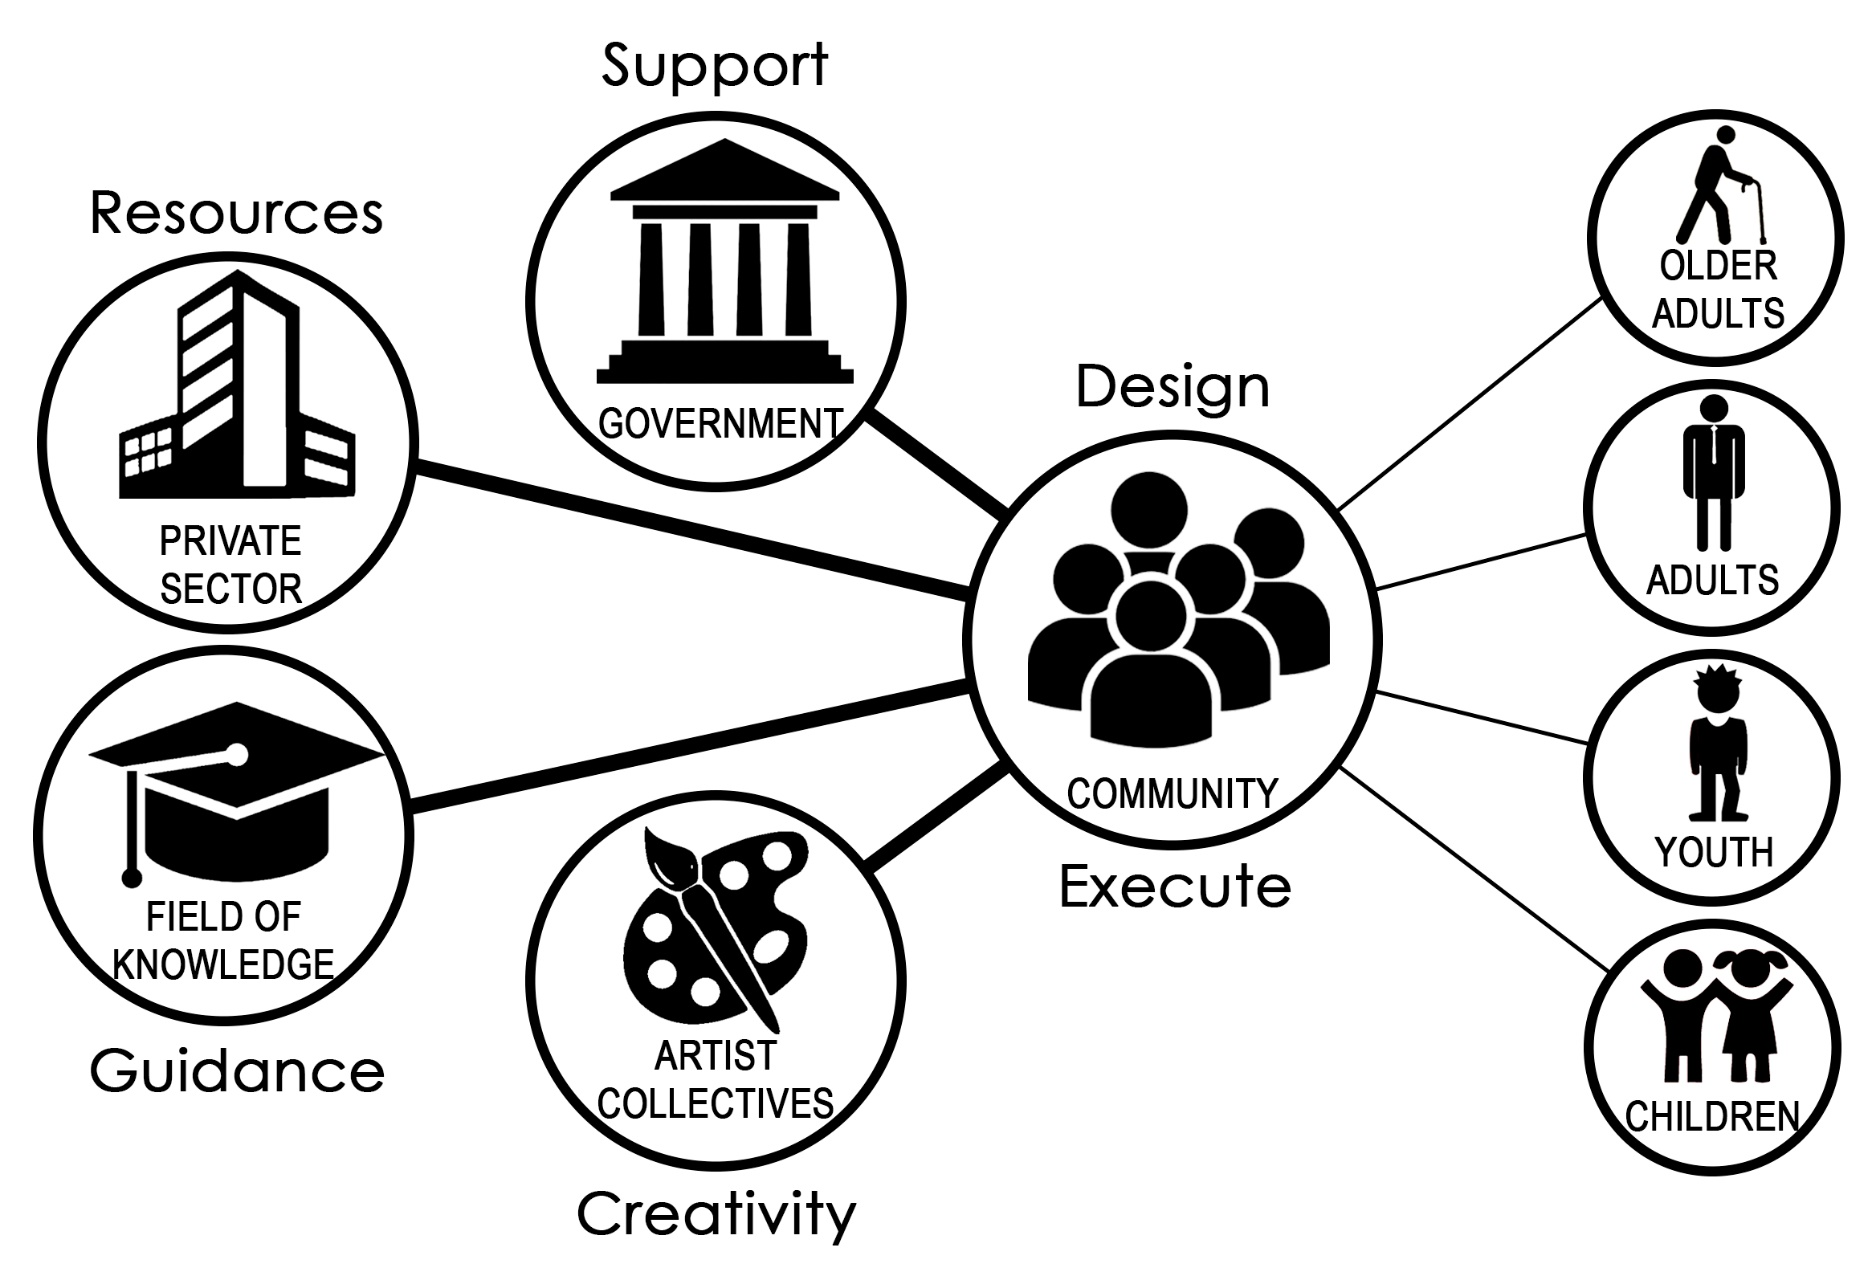 Support
GOVERNMENT
Resources
PRIVATE
SECTOR
FIELD OF
KNOWLEDGE
Guidance
ARTIST
COLLECTIVES
Creativity
Design
COMMUNITY
Execute
OLDER
ADULTS
ADULTS
YOUTH
CHILDREN